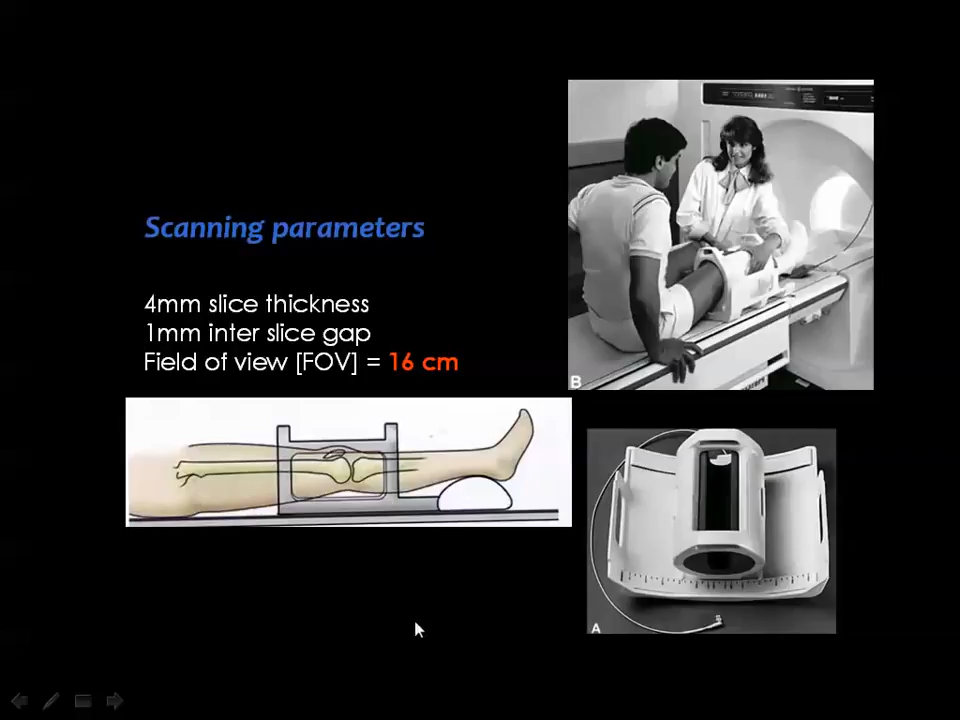 Scanning parameters
4mm slice thickness
1mm inter slice gap
Field of view [FOV] = 16 cm
B
A